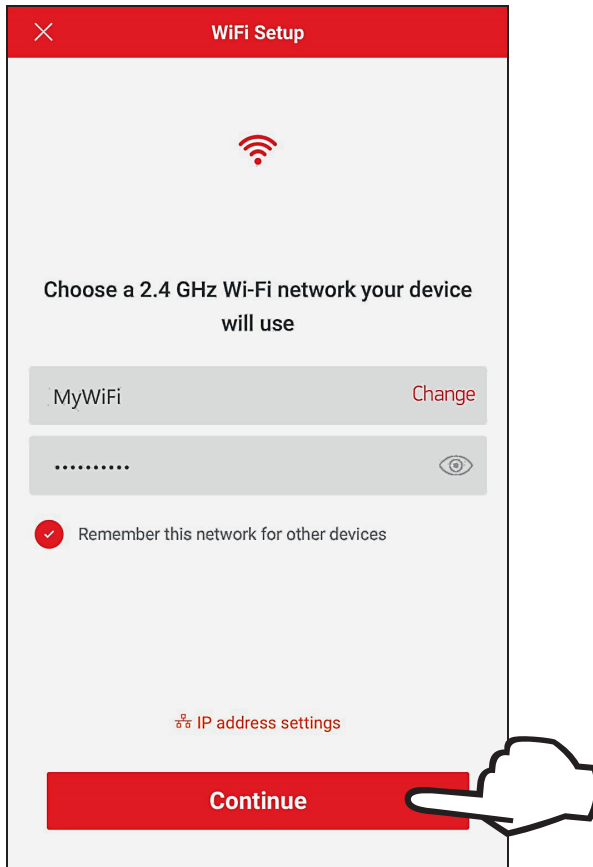 WiFi Setup
Choose a 2.4 GHz Wi-Fi network your device
will use
MyWiFi Change
••••••••••
Remember this network for other devices
IP address settings
Continue